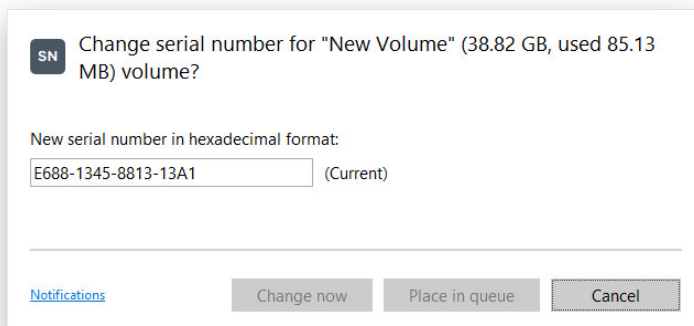 SN
Change serial number for "New Volume" (38.82 GB, used 85.13
MB) volume?
New serial number in hexadecimal format:
E688-1345-8813-13A1 (Current)
Notifications Change now Place in queue Cancel